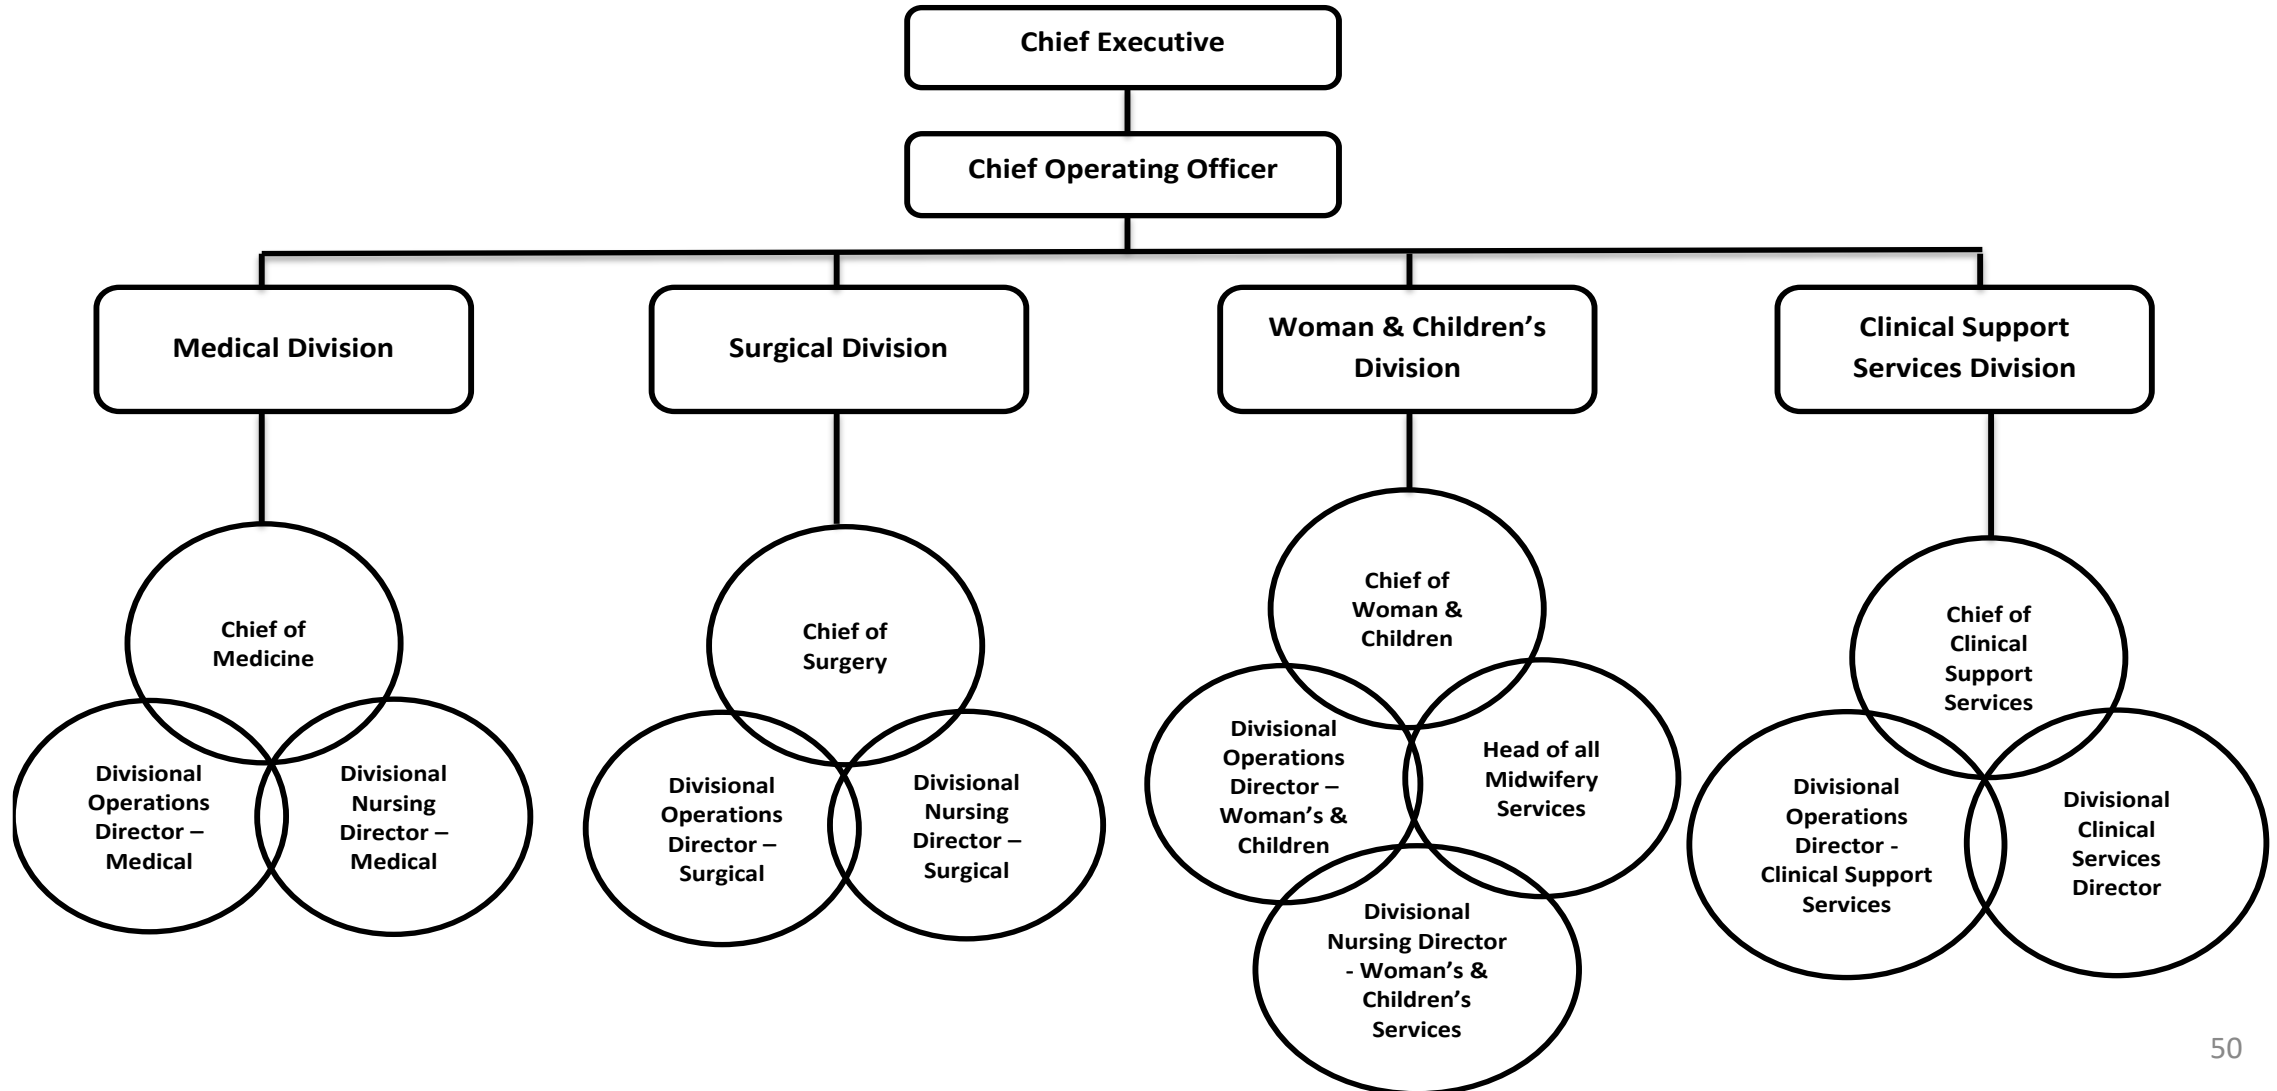 Chief Executive
Chief Operating Officer
Medical Division
Surgical Division
Woman & Children’s
Division
Clinical Support
Services Division
Chief of
Medicine
Divisional
Operations
Director –
Medical
Divisional
Nursing
Director –
Medical
Chief of
Surgery
Divisional
Operations
Director –
Surgical
Divisional
Nursing
Director –
Surgical
Chief of
Woman &
Children
Divisional
Operations
Director –
Woman’s &
Children
Head of all
Midwifery
Services
Divisional
Nursing Director
- Woman’s &
Children’s
Services
Chief of
Clinical
Support
Services
Divisional
Operations
Director -
Clinical Support
Services
Divisional
Clinical
Services
Director
50